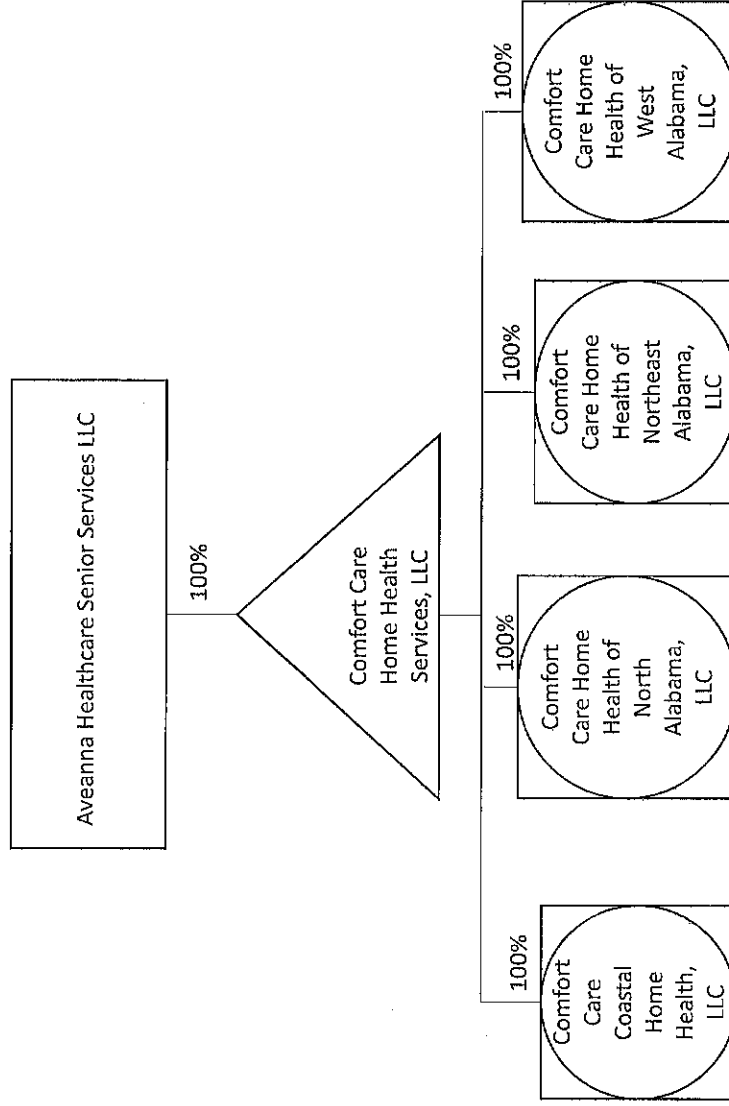 Aveanna Healthcare Senior Services LLC
100%
Comfort Care
Home Health
Services, LLC
100%
Comfort
Care
Coastal
Home
Health,
LLC
100%
Comfort
Care Home
Health of
North
Alabama,
LLC
100%
Comfort
Care Home
Health of
Northeast
Alabama,
LLC
100%
Comfort
Care Home
Health of
West
Alabama,
LLC